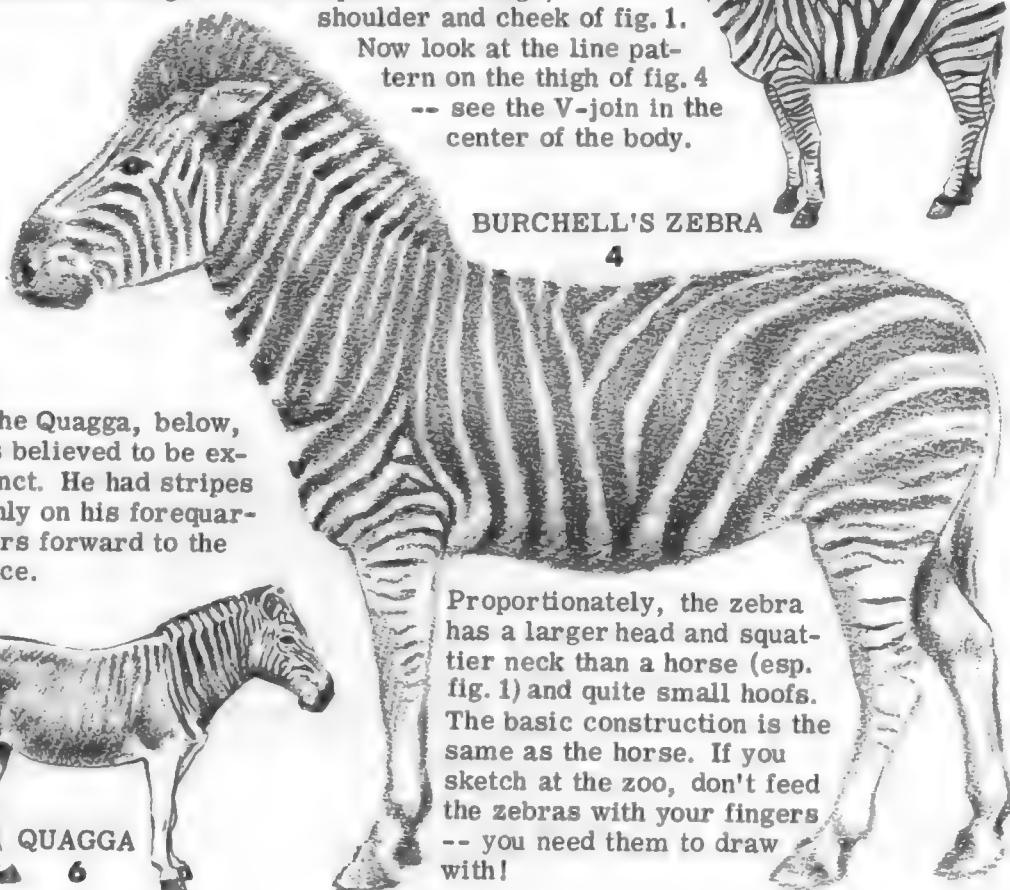 shoulder and cheek of fig. 1.
Now look at the line pat-
tern on the thigh of fig. 4
-- see the V-join in the
center of the body.
BURCHELL'S ZEBRA
4
he Quagga, below,
s believed to be ex-
nct. He had stripes
nly on his forequar-
rs forward to the
ce.
Proportionately, the zebra
has a larger head and squat-
tier neck than a horse (esp.
fig. 1) and quite small hoofs.
The basic construction is the
same as the horse. If you
sketch at the zoo, don't feed
the zebras with your fingers
-- you need them to draw
with!
QUAGGA
6